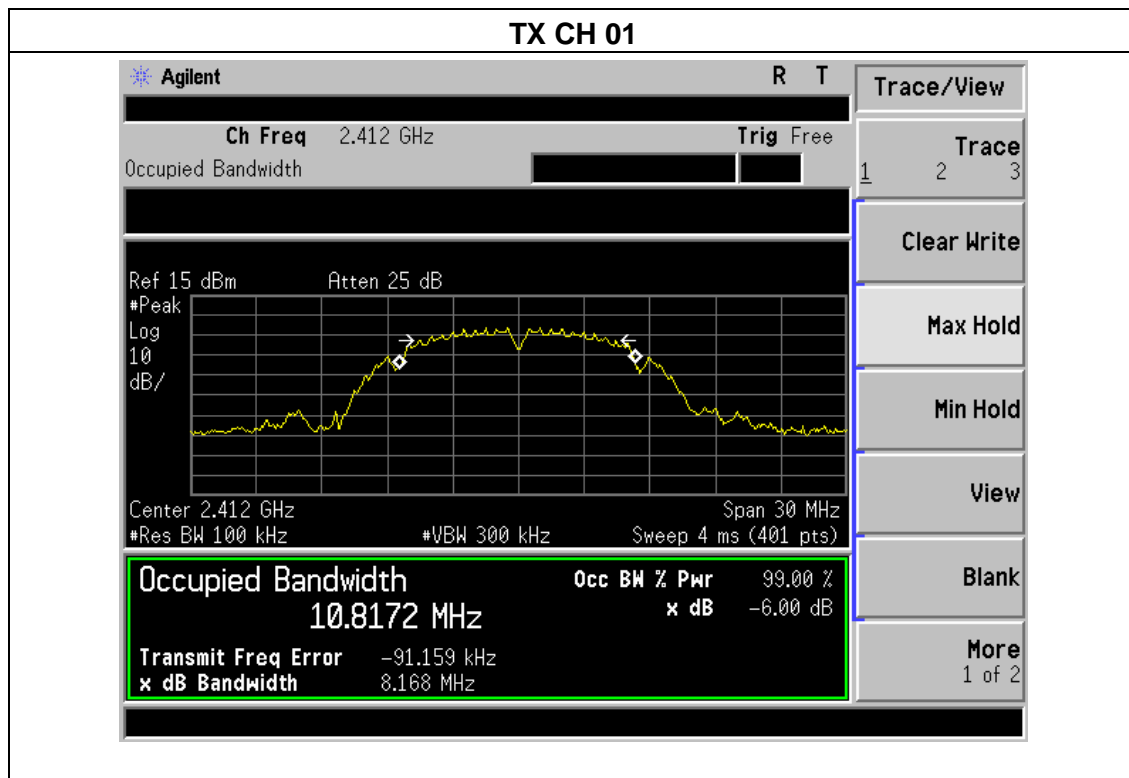 TX CH 01
Agilent R T
Trace/View
Ch Freq 2.412 GHz Trig Free
Occupied Bandwidth
Trace
1 2 3
Clear Write
Ref 15 dBm Atten 25 dB
#Peak
Log
10
dB/
Max Hold
Min Hold
View
Center 2.412 GHz Span 30 MHz
#Res BW 100 kHz #VBW 300 kHz Sweep 4 ms (401 pts)
Occupied Bandwidth Occ BW % Pwr 99.00 %
10.8172 MHz x dB -6.00 dB
Blank
Transmit Freq Error -91.159 kHz
x dB Bandwidth 8.168 MHz
More
1 of 2